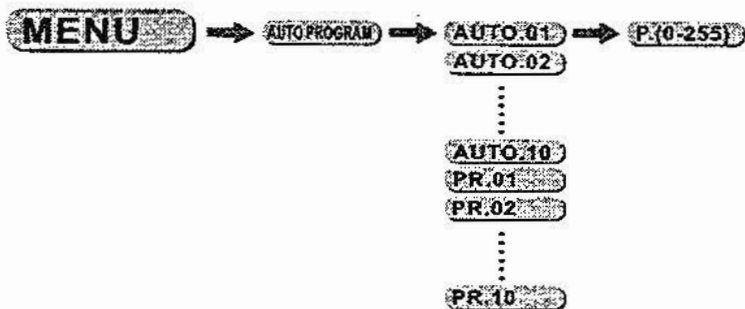 MENU AUTO PROGRAM AUTO.01 P.(0-255)
AUTO.02
AUTO.10
PR.01
PR.02
PR.10